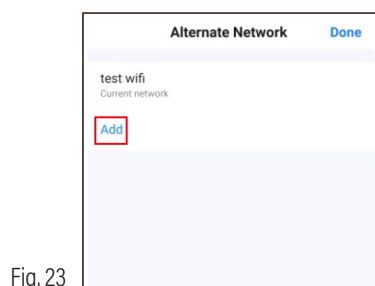 Alternate Network Done
test wifi
Current network
Add
Fig. 23